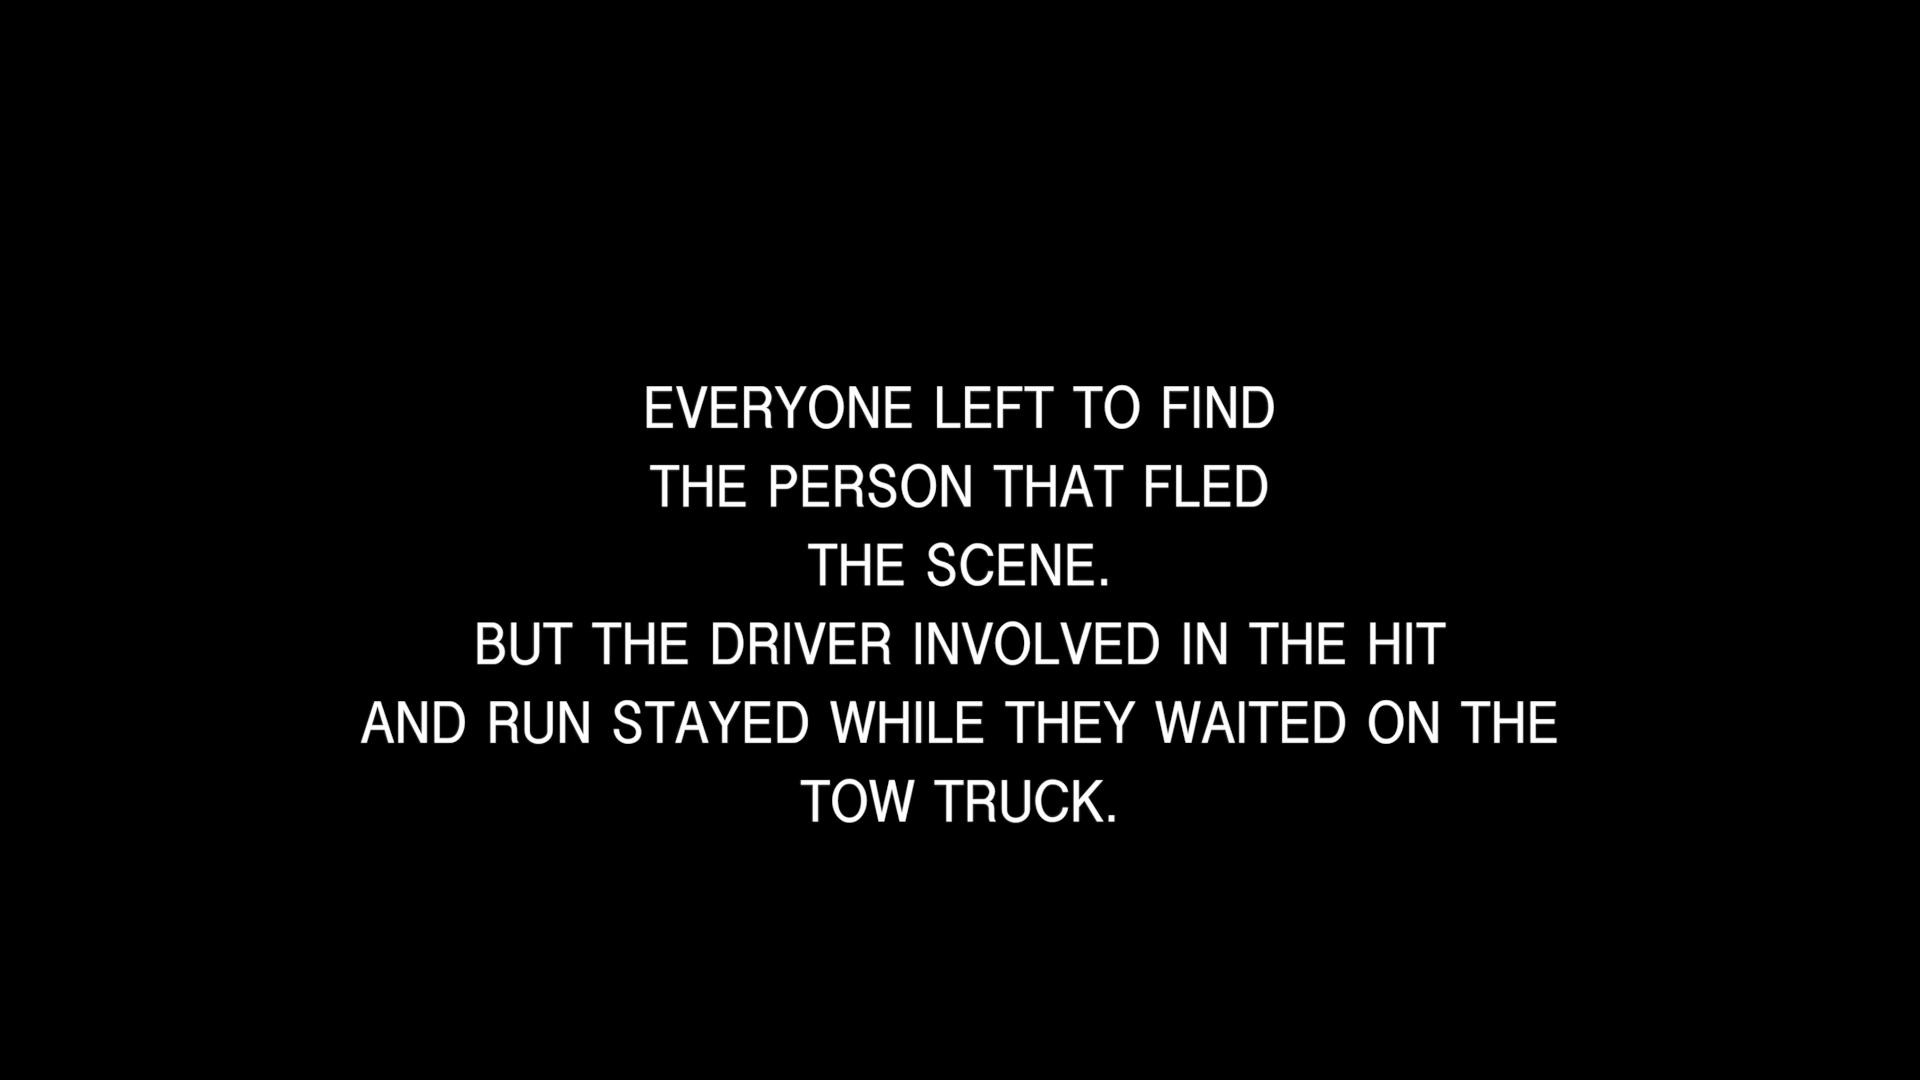 EVERYONE LEFT TO FIND
THE PERSON THAT FLED
THE SCENE.
BUT THE DRIVER INVOLVED IN THE HIT
AND RUN STAYED WHILE THEY WAITED ON THE
TOW TRUCK.